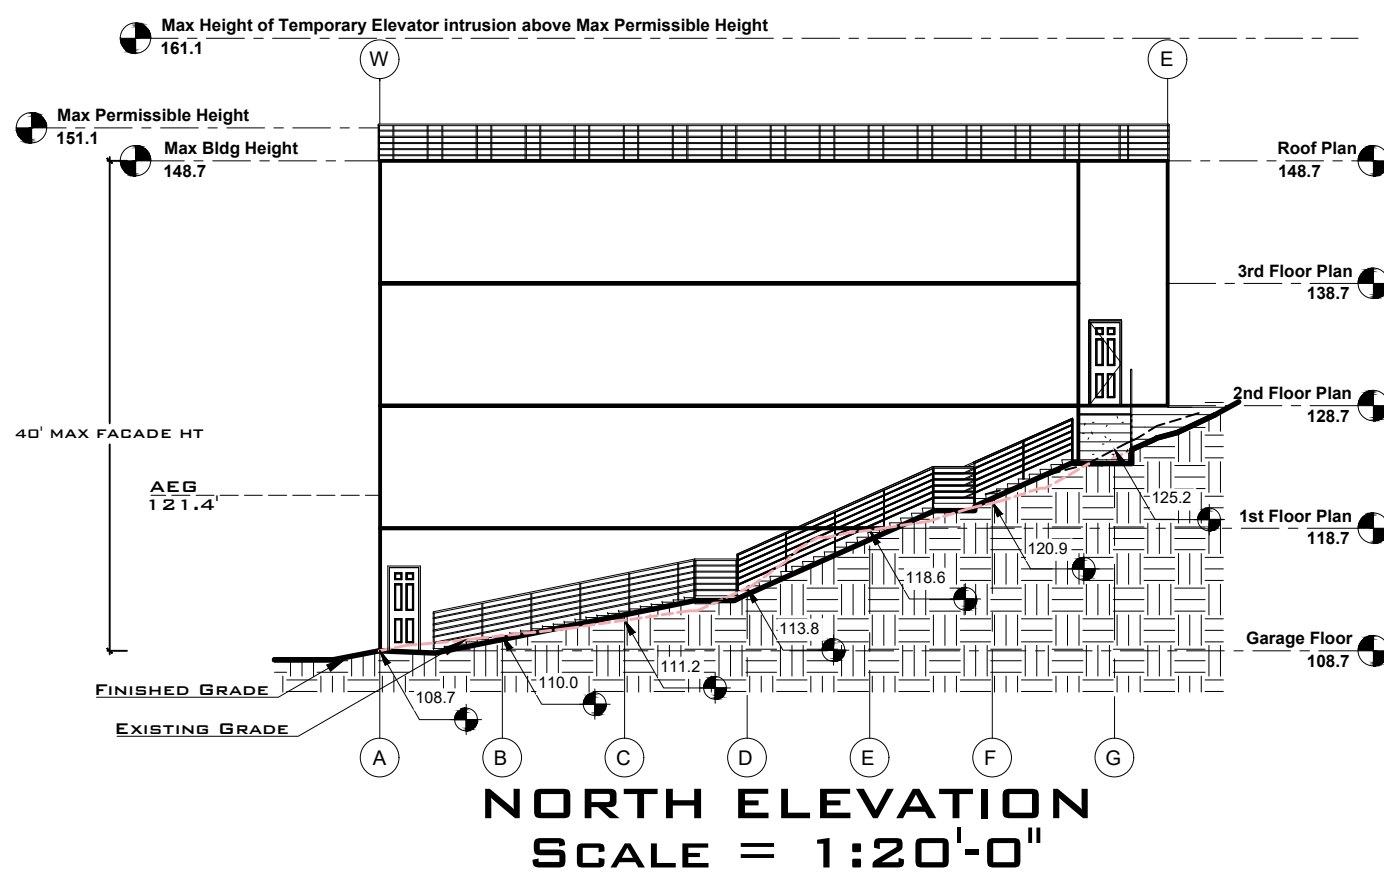 Max Height of Temporary Elevator intrusion above Max Permissible Height
161.1
W
E
Max Permissible Height
151.1
Max Bldg Height
148.7
Roof Plan
148.7
3rd Floor Plan
138.7
2nd Floor Plan
128.7
40' MAX FACADE HT
AEG
121.4'
125.2
1st Floor Plan
118.7
120.9
118.6
113.8
Garage Floor
108.7
111.2
110.0
108.7
FINISHED GRADE
EXISTING GRADE
A
B
C
D
E
F
G
NORTH ELEVATION
SCALE = 1:20'-0"